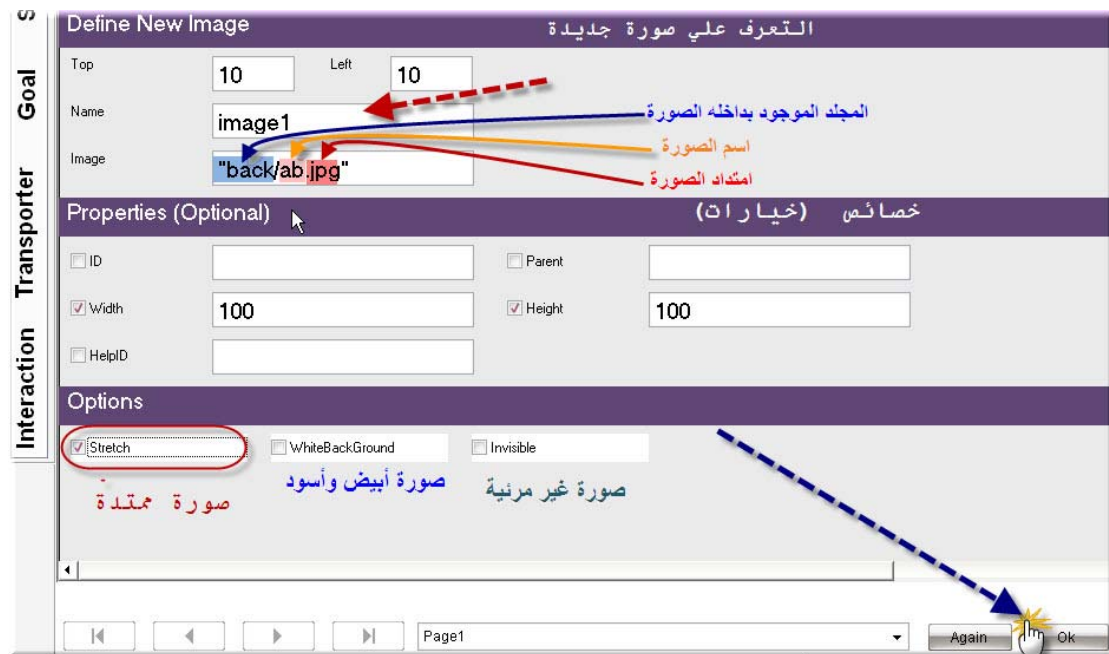 S
Goal
Transporter
Interaction
Define New Image
التعرف علي صورة جديدة
Top
10
Left
10
Name
image1
المجلد الموجود بداخله الصورة
اسم الصورة
امتداد الصورة
Image
"back/ab.jpg"
Properties (Optional)
خصائص (خيارات)
ID
Parent
Width
100
Height
100
HelpID
Options
Stretch
WhiteBackGround
Invisible
صورة ممتدة
صورة أبيض وأسود
صورة غير مرئية
Page1
Again
Ok